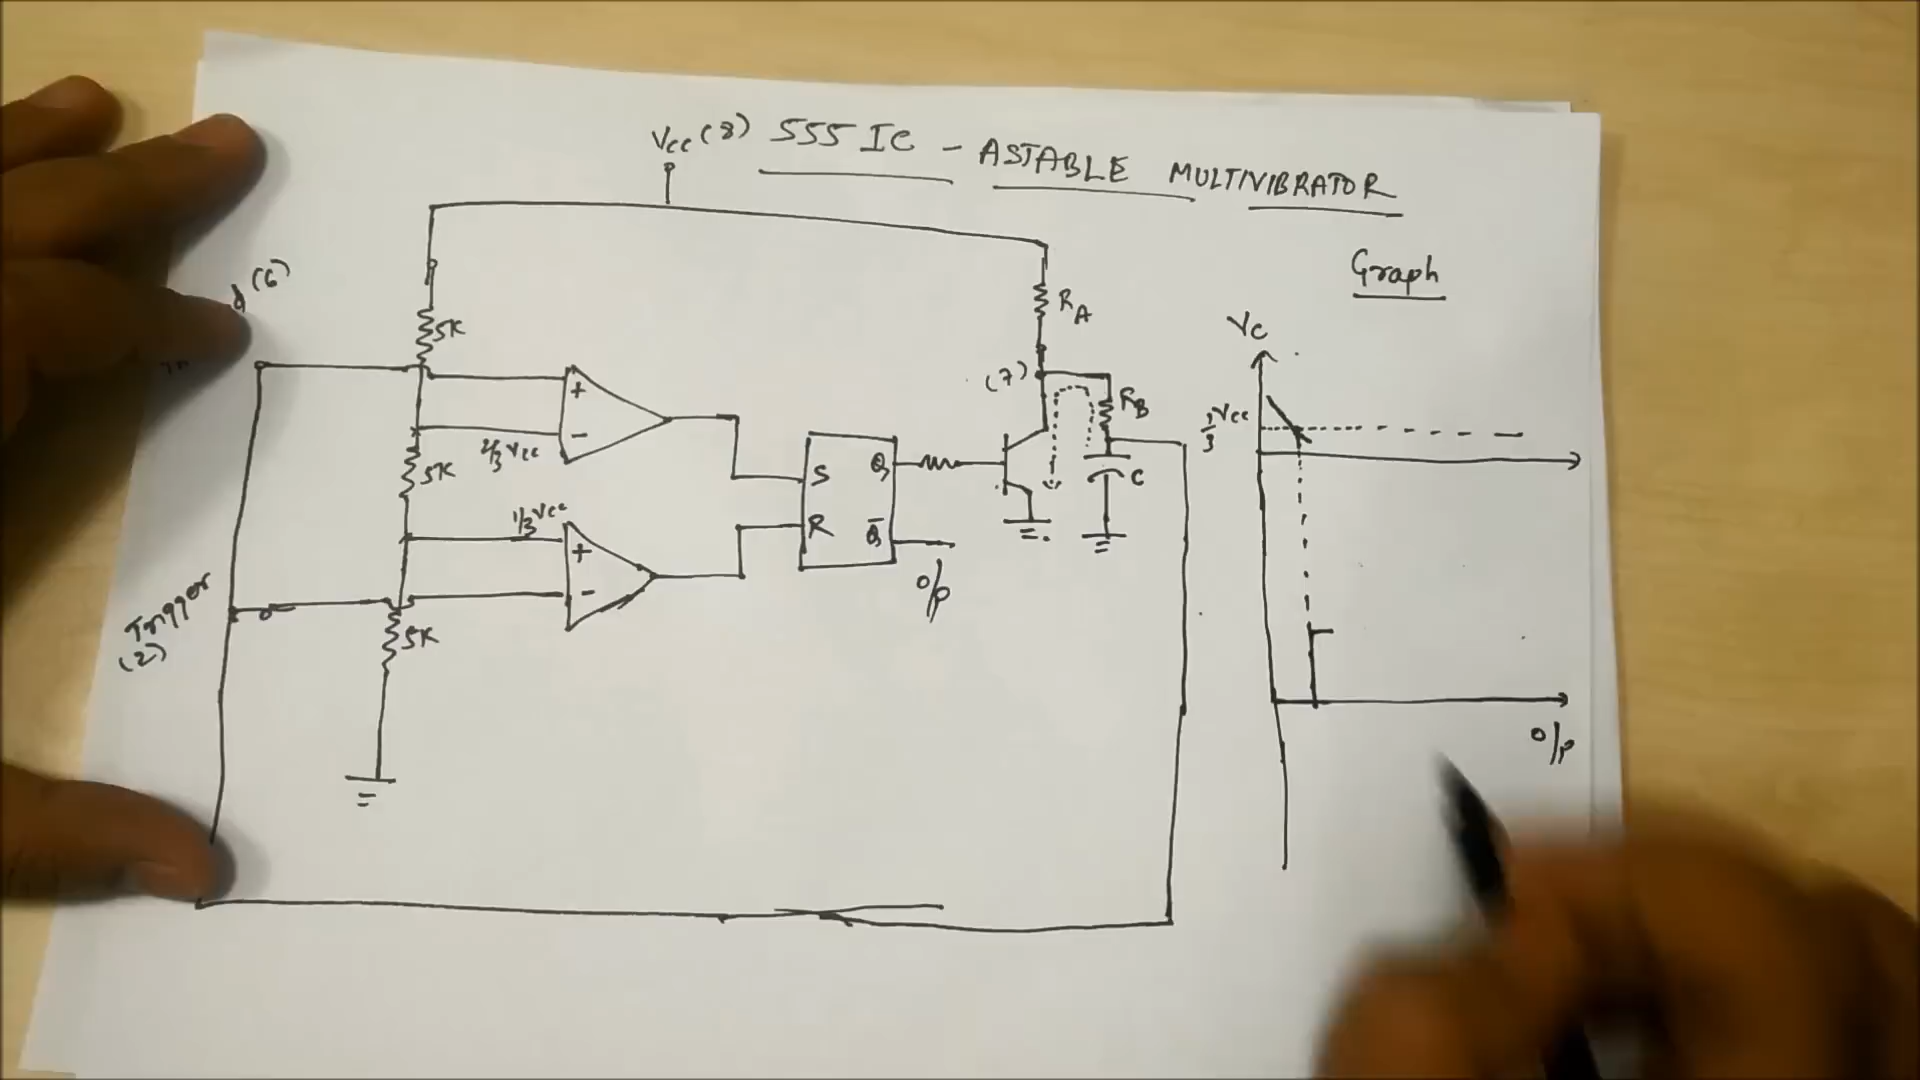 Vcc (8) 555 IC - ASTABLE MULTIVIBRATOR
Graph
(6)
5K
RA
Vc
(7)
RB
+
-
2/3 Vcc
1/3 Vcc
5K
S
Q
C
1/3 Vcc
R
Q̅
+
-
O/P
Trigger
(2)
5K
O/P